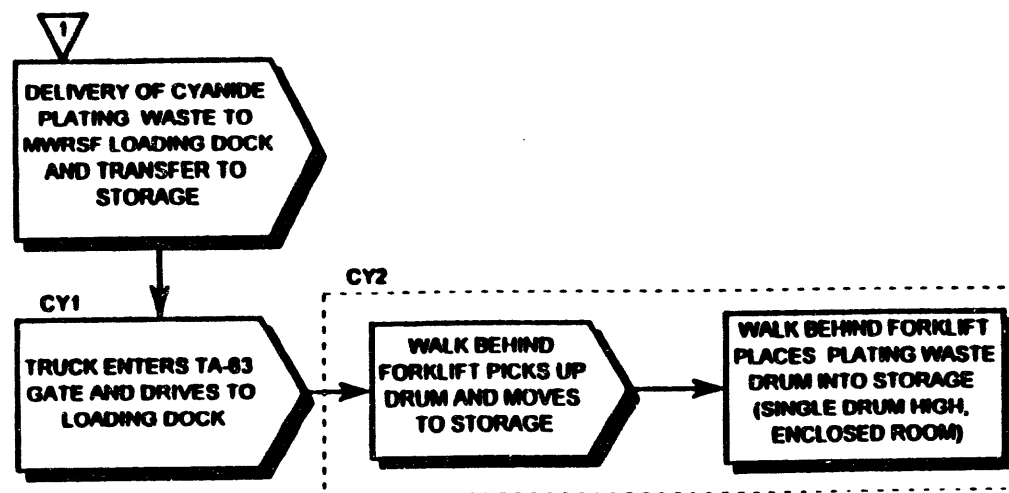 1
DELIVERY OF CYANIDE
PLATING WASTE TO
MWRSF LOADING DOCK
AND TRANSFER TO
STORAGE
CY2
CY1
TRUCK ENTERS TA-63
GATE AND DRIVES TO
LOADING DOCK
WALK BEHIND
FORKLIFT PICKS UP
DRUM AND MOVES
TO STORAGE
WALK BEHIND FORKLIFT
PLACES PLATING WASTE
DRUM INTO STORAGE
(SINGLE DRUM HIGH,
ENCLOSED ROOM)